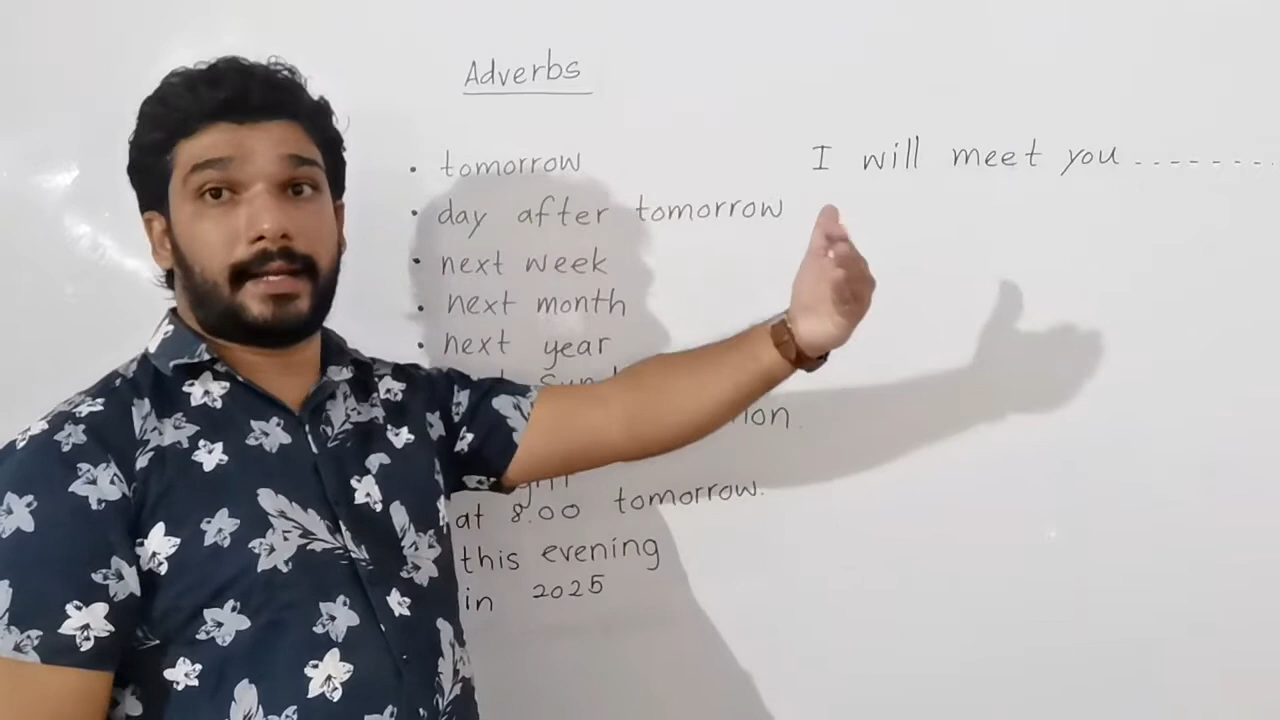 Adverbs
• tomorrow
• day after tomorrow
• next week
• next month
• next year
at 8.00 tomorrow.
this evening
in 2025
I will meet you ........